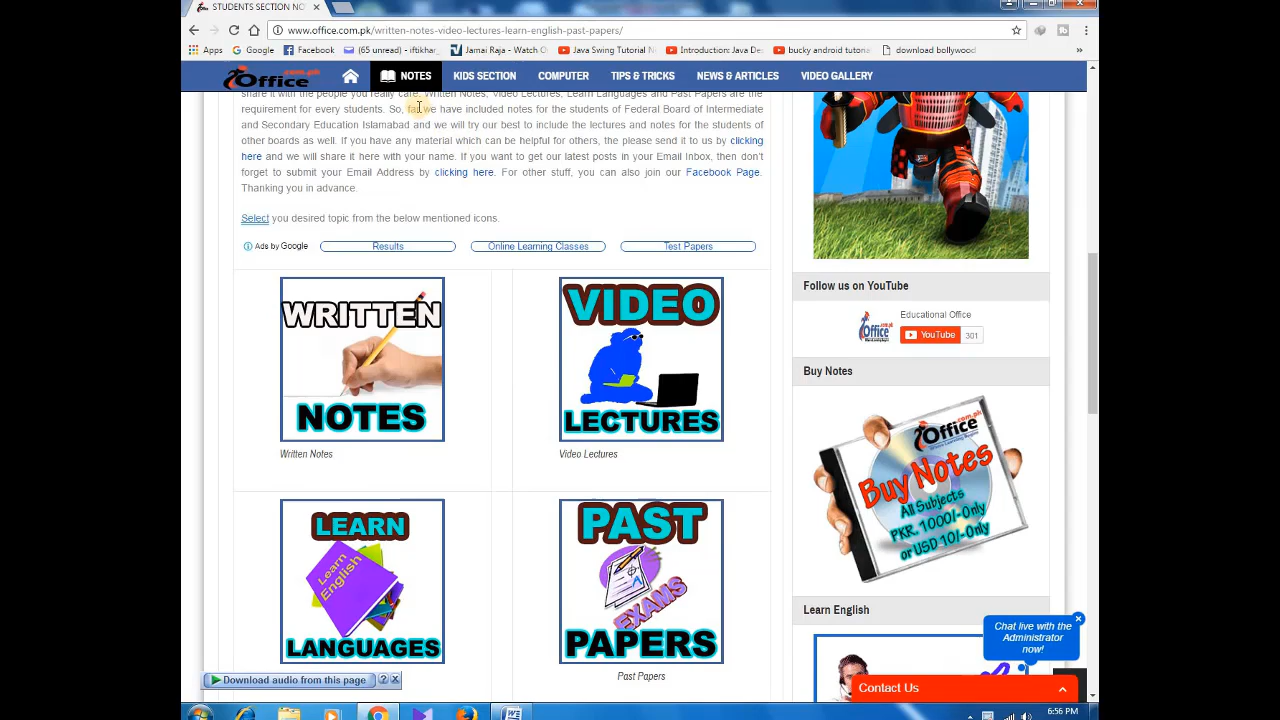 STUDENTS SECTION NO
www.office.com.pk/written-notes-video-lectures-learn-english-past-papers/
Apps Google Facebook (65 unread) - iftikhar Jamai Raja - Watch O Java Swing Tutorial N Introduction: Java Des bucky android tutoria download bollywood »
Office.com.pk NOTES KIDS SECTION COMPUTER TIPS & TRICKS NEWS & ARTICLES VIDEO GALLERY
Share it with the people you really care. Written Notes, Video Lectures, Learn Languages and Past Papers are the
requirement for every students. So, far we have included notes for the students of Federal Board of Intermediate
and Secondary Education Islamabad and we will try our best to include the lectures and notes for the students of
other boards as well. If you have any material which can be helpful for others, the please send it to us by clicking
here and we will share it here with your name. If you want to get our latest posts in your Email Inbox, then don't
forget to submit your Email Address by clicking here. For other stuff, you can also join our Facebook Page.
Thanking you in advance.
Select you desired topic from the below mentioned icons.
Ads by Google Results Online Learning Classes Test Papers
WRITTEN
NOTES
Written Notes
VIDEO
LECTURES
Video Lectures
LEARN
Learn English
LANGUAGES
PAST
EXAMS
PAPERS
Past Papers
Follow us on YouTube
Educational Office
Office YouTube 301
Buy Notes
Office.com.pk
Buy Notes
All Subjects
PKR. 1000/-Only
or USD 10/-Only
Learn English
Chat live with the
Administrator
now!
Contact Us
Download audio from this page ?
6:56 PM